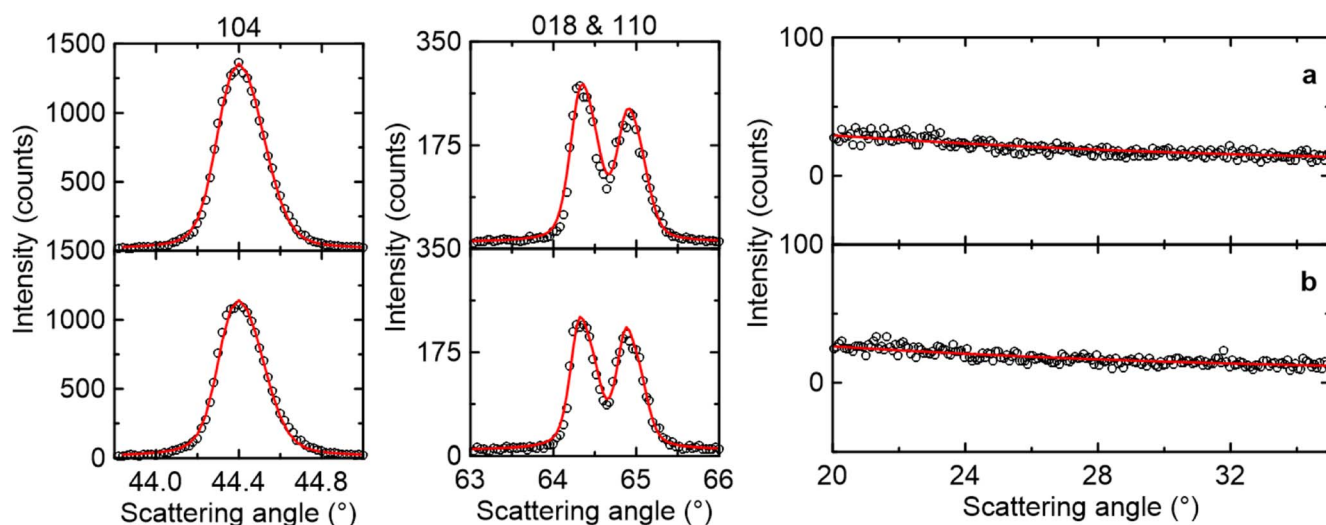 104
1500
1000
500
1500
1000
500
0
44.0 44.4 44.8
Scattering angle (°)
Intensity (counts)
018 & 110
350
175
350
175
0
63 64 65 66
Scattering angle (°)
Intensity (counts)
100
a
0
100
b
0
20 24 28 32
Scattering angle (°)
Intensity (counts)